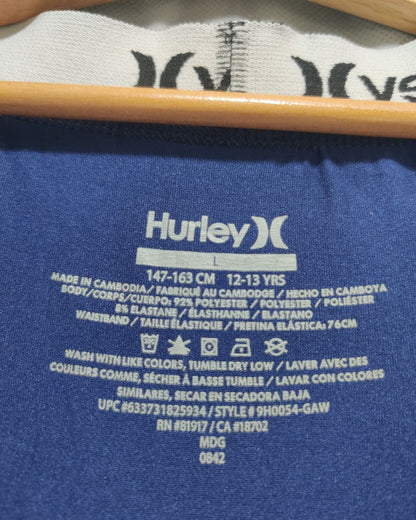 Hurley
L
147-163 CM 12-13 YRS
MADE IN CAMBODIA / FABRIQUÉ AU CAMBODGE / HECHO EN CAMBOYA
BODY/CORPS/CUERPO: 92% POLYESTER / POLYESTER / POLIÉSTER
8% ELASTANE / ÉLASTHANNE / ELASTANO
WAISTBAND / TAILLE ÉLASTIQUE / PRETINA ELÁSTICA: 76CM
WASH WITH LIKE COLORS, TUMBLE DRY LOW / LAVER AVEC DES
COULEURS COMME, SÉCHER À BASSE TUMBLE / LAVAR CON COLORES
SIMILARES, SECAR EN SECADORA BAJA
UPC #633731825934 / STYLE # 9H0054-GAW
RN #81917 / CA #18702
MDG
0842